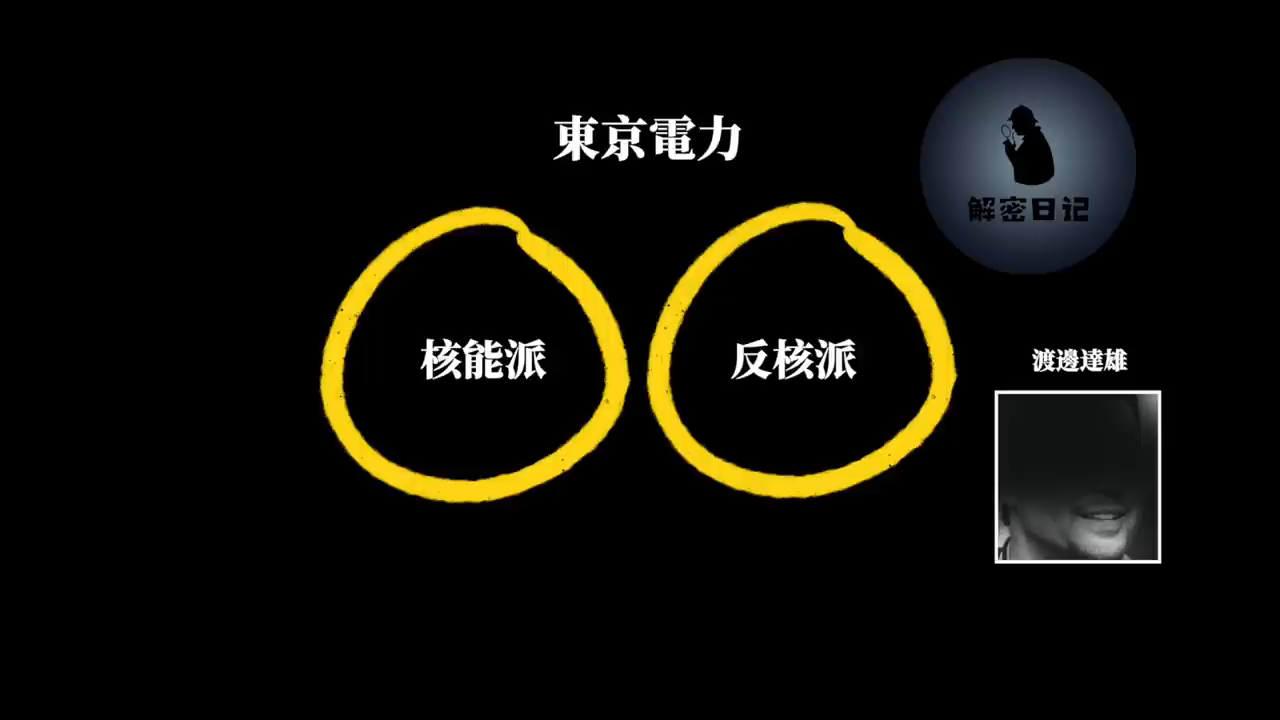 東京電力
解密日记
核能派
反核派
渡邊達雄